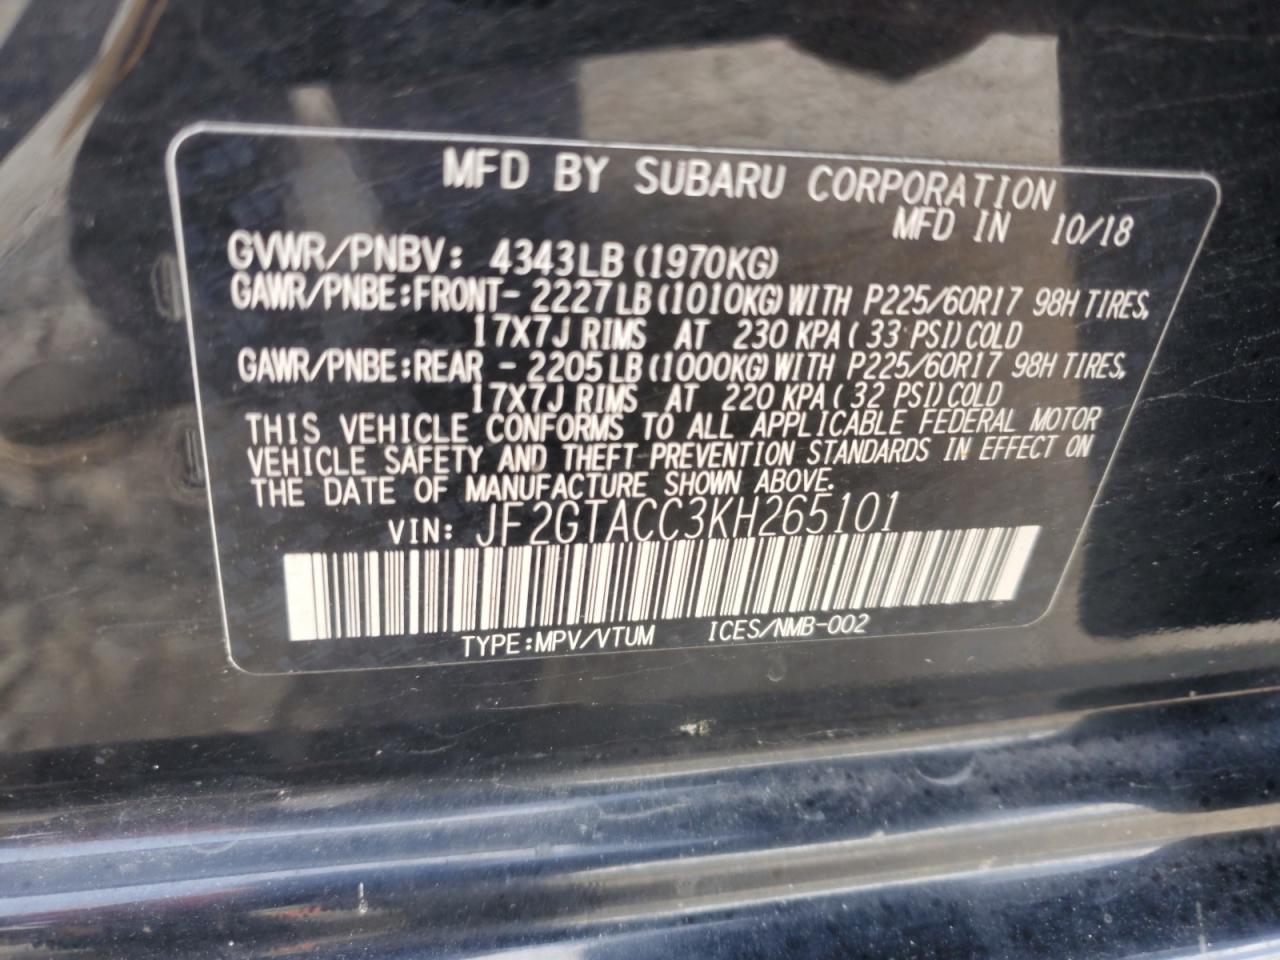 MFD BY SUBARU CORPORATION
MFD IN 10/18
GVWR/PNBV: 4343LB (1970KG)
GAWR/PNBE:FRONT- 2227LB(1010KG)WITH P225/60R17 98H TIRES,
17X7J RIMS AT 230 KPA( 33 PSI)COLD
GAWR/PNBE:REAR - 2205LB(1000KG)WITH P225/60R17 98H TIRES,
17X7J RIMS AT 220 KPA( 32 PSI)COLD
THIS VEHICLE CONFORMS TO ALL APPLICABLE FEDERAL MOTOR
VEHICLE SAFETY AND THEFT PREVENTION STANDARDS IN EFFECT ON
THE DATE OF MANUFACTURE SHOWN ABOVE.
VIN: JF2GTACC3KH265101
TYPE:MPV/VTUM ICES/NMB-002